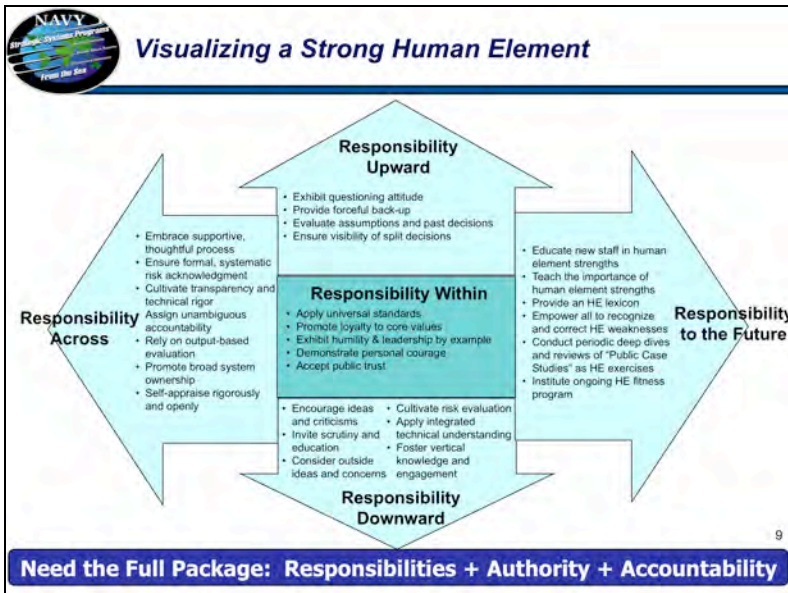 NAVY
Strategic Systems Programs
From the Sea
Visualizing a Strong Human Element
Responsibility
Upward
• Exhibit questioning attitude
• Provide forceful back-up
• Evaluate assumptions and past decisions
• Ensure visibility of split decisions
Responsibility
Across
• Embrace supportive,
thoughtful process
• Ensure formal, systematic
risk acknowledgment
• Cultivate transparency and
technical rigor
• Assign unambiguous
accountability
• Rely on output-based
evaluation
• Promote broad system
ownership
• Self-appraise rigorously
and openly
Responsibility Within
• Apply universal standards
• Promote loyalty to core values
• Exhibit humility & leadership by example
• Demonstrate personal courage
• Accept public trust
• Educate new staff in human
element strengths
• Teach the importance of
human element strengths
• Provide an HE lexicon
• Empower all to recognize
and correct HE weaknesses
• Conduct periodic deep dives
and reviews of "Public Case
Studies" as HE exercises
• Institute ongoing HE fitness
program
Responsibility
to the Future
• Encourage ideas
and criticisms
• Invite scrutiny and
education
• Consider outside
ideas and concerns
• Cultivate risk evaluation
• Apply integrated
technical understanding
• Foster vertical
knowledge and
engagement
Responsibility
Downward
9
Need the Full Package: Responsibilities + Authority + Accountability